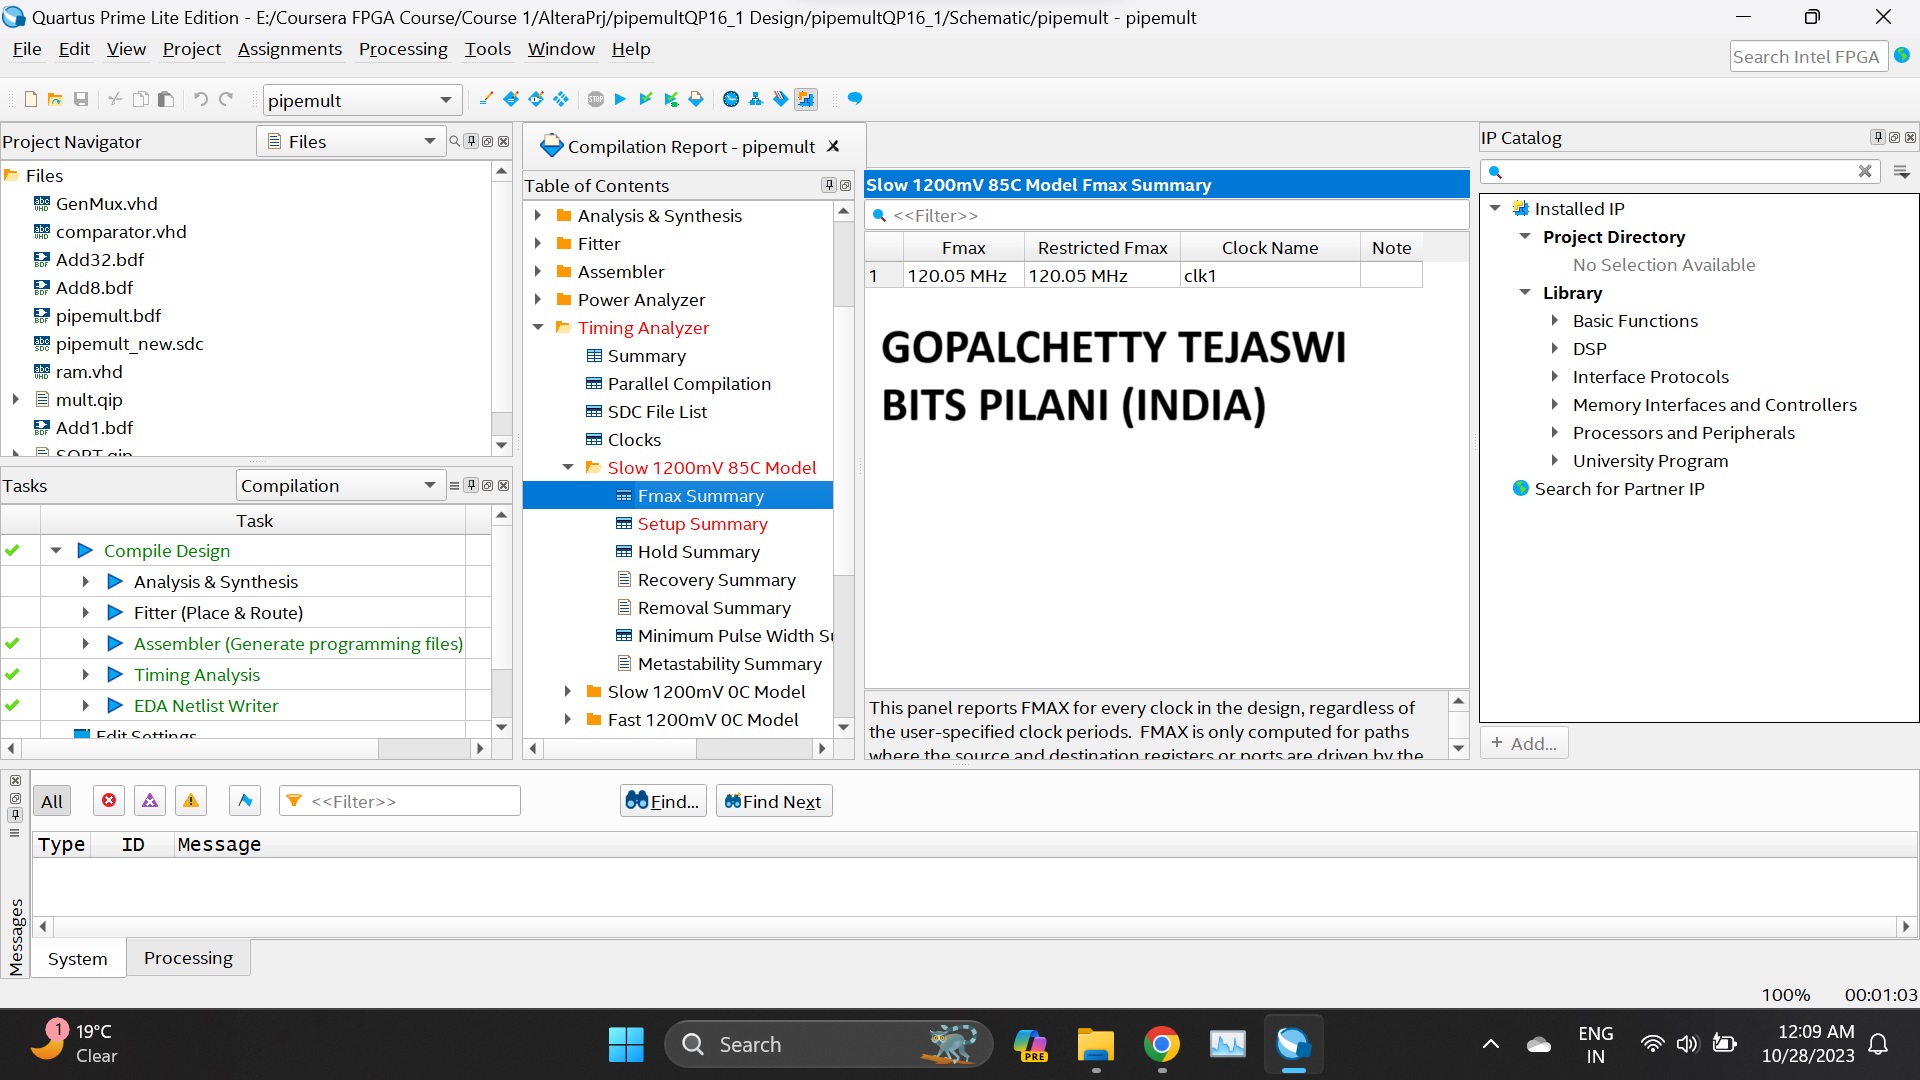 Quartus Prime Lite Edition - E:/Coursera FPGA Course/Course 1/AlteraPrj/pipemultQP16_1 Design/pipemultQP16_1/Schematic/pipemult - pipemult
File Edit View Project Assignments Processing Tools Window Help
Search Intel FPGA
pipemult
STOP
Project Navigator
Files
Files
GenMux.vhd
comparator.vhd
Add32.bdf
Add8.bdf
pipemult.bdf
pipemult_new.sdc
ram.vhd
mult.qip
Add1.bdf
SQRT.qip
Tasks
Compilation
Task
Compile Design
Analysis & Synthesis
Fitter (Place & Route)
Assembler (Generate programming files)
Timing Analysis
EDA Netlist Writer
Edit Settings
Compilation Report - pipemult
Table of Contents
Analysis & Synthesis
Fitter
Assembler
Power Analyzer
Timing Analyzer
Summary
Parallel Compilation
SDC File List
Clocks
Slow 1200mV 85C Model
Fmax Summary
Setup Summary
Hold Summary
Recovery Summary
Removal Summary
Minimum Pulse Width Su
Metastability Summary
Slow 1200mV 0C Model
Fast 1200mV 0C Model
Slow 1200mV 85C Model Fmax Summary
<<Filter>>
Fmax Restricted Fmax Clock Name Note
1 120.05 MHz 120.05 MHz clk1
GOPALCHETTY TEJASWI
BITS PILANI (INDIA)
This panel reports FMAX for every clock in the design, regardless of
the user-specified clock periods. FMAX is only computed for paths
where the source and destination registers or ports are driven by the
IP Catalog
Installed IP
Project Directory
No Selection Available
Library
Basic Functions
DSP
Interface Protocols
Memory Interfaces and Controllers
Processors and Peripherals
University Program
Search for Partner IP
+ Add...
All
<<Filter>>
Find...
Find Next
Type ID Message
Messages
System Processing
100% 00:01:03
1
19°C
Clear
Search
PRE
ENG
IN
12:09 AM
10/28/2023